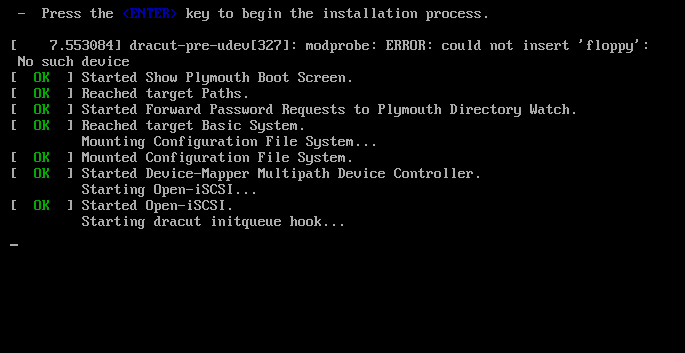 - Press the <ENTER> key to begin the installation process.
[    7.553084] dracut-pre-udev[327]: modprobe: ERROR: could not insert 'floppy':
No such device
[  OK  ] Started Show Plymouth Boot Screen.
[  OK  ] Reached target Paths.
[  OK  ] Started Forward Password Requests to Plymouth Directory Watch.
[  OK  ] Reached target Basic System.
Mounting Configuration File System...
[  OK  ] Mounted Configuration File System.
[  OK  ] Started Device-Mapper Multipath Device Controller.
Starting Open-iSCSI...
[  OK  ] Started Open-iSCSI.
Starting dracut initqueue hook...